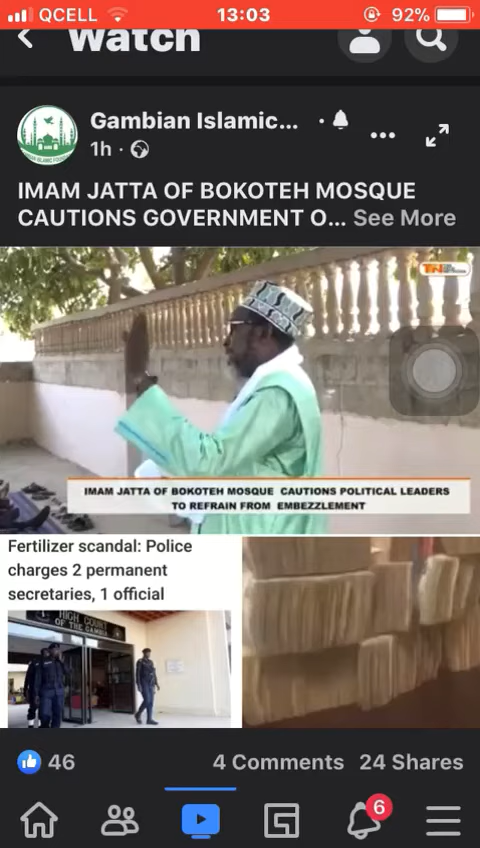 QCELL 13:03 92%
Watch
Gambian Islamic... ·
1h ·
IMAM JATTA OF BOKOTEH MOSQUE
CAUTIONS GOVERNMENT O... See More
IMAM JATTA OF BOKOTEH MOSQUE CAUTIONS POLITICAL LEADERS
TO REFRAIN FROM EMBEZZLEMENT
Fertilizer scandal: Police
charges 2 permanent
secretaries, 1 official
HIGH COURT
OF THE GAMBIA
46 4 Comments 24 Shares
6